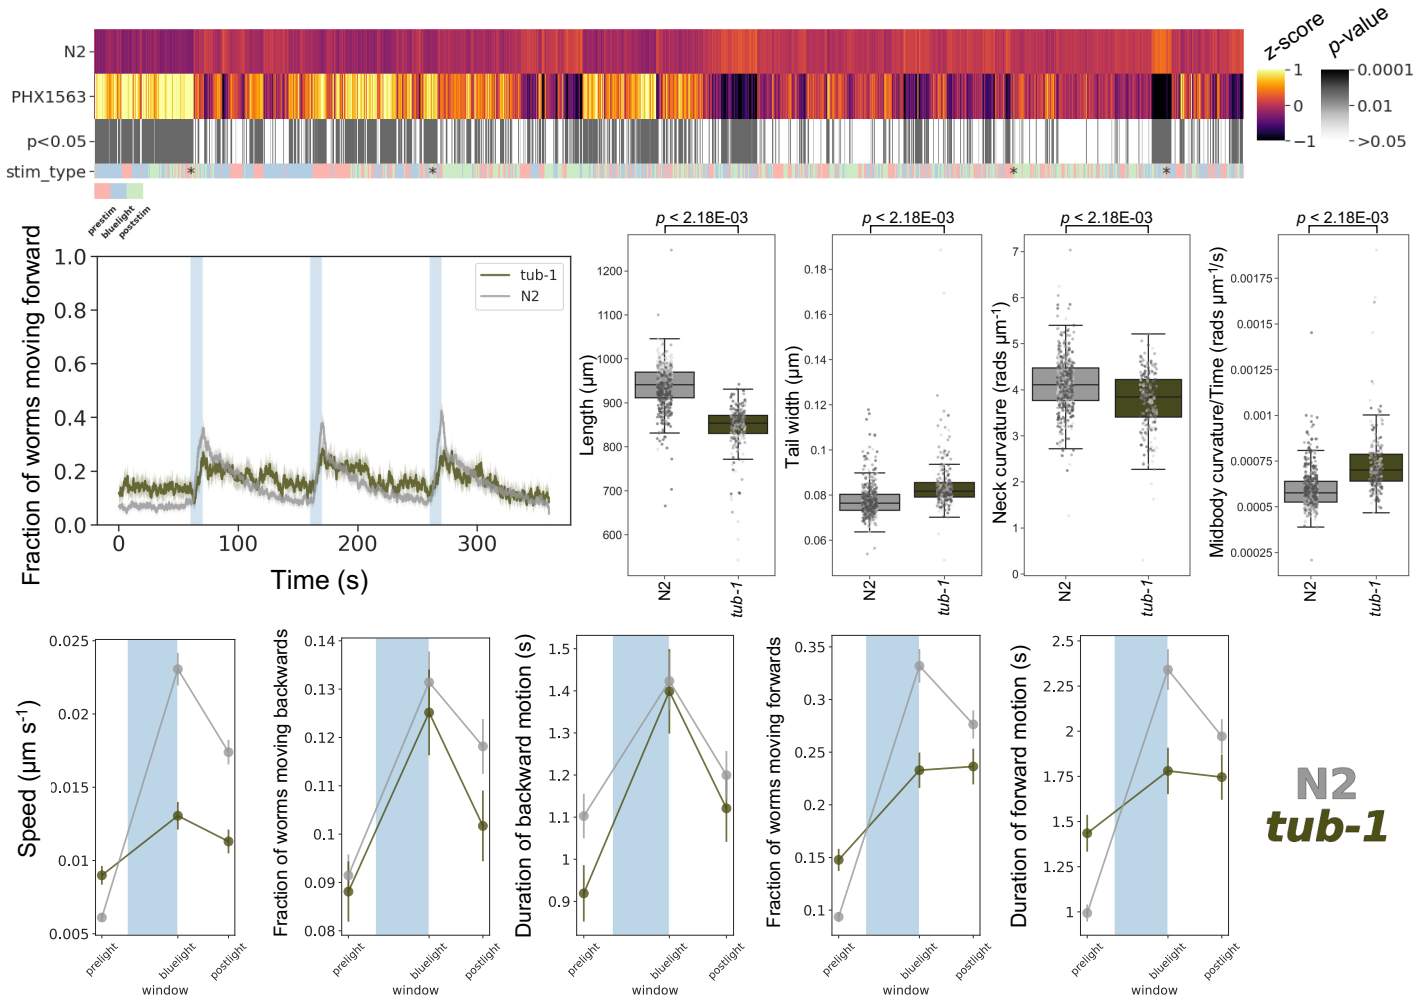 N2
PHX1563
p<0.05
stim_type
* * * *
prestim
bluelight
poststim
z-score
1
0
−1
p-value
0.0001
0.01
>0.05
Fraction of worms moving forward
1.0
0.8
0.6
0.4
0.2
0.0
0 100 200 300
Time (s)
tub-1
N2
p < 2.18E-03
Length (µm)
1200
1100
1000
900
800
700
600
N2 tub-1
p < 2.18E-03
Tail width (µm)
0.18
0.16
0.14
0.12
0.1
0.08
0.06
N2 tub-1
p < 2.18E-03
Neck curvature (rads µm⁻¹)
7
6
5
4
3
2
1
0
N2 tub-1
p < 2.18E-03
Midbody curvature/Time (rads µm⁻¹/s)
0.00175
0.0015
0.00125
0.001
0.00075
0.0005
0.00025
N2 tub-1
Speed (µm s⁻¹)
0.025
0.02
0.015
0.01
0.005
prelight bluelight postlight
window
Fraction of worms moving backwards
0.14
0.13
0.12
0.11
0.1
0.09
0.08
prelight bluelight postlight
window
Duration of backward motion (s)
1.5
1.4
1.3
1.2
1.1
1
0.9
prelight bluelight postlight
window
Fraction of worms moving forwards
0.35
0.3
0.25
0.2
0.15
0.1
prelight bluelight postlight
window
Duration of forward motion (s)
2.5
2.25
2
1.75
1.5
1.25
1
prelight bluelight postlight
window
N2
tub-1